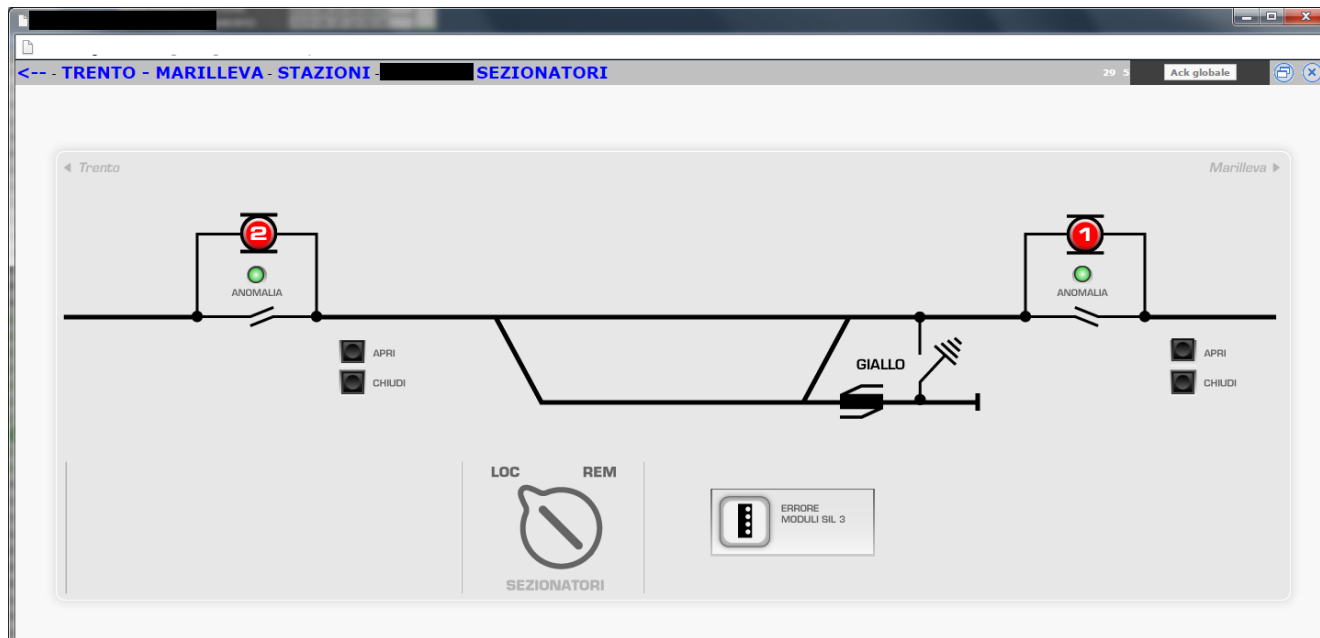 <-- - TRENTO - MARILLEVA - STAZIONI - SEZIONATORI
29 5 Ack globale
Trento
Marilleva
2
1
ANOMALIA
ANOMALIA
APRI
CHIUDI
GIALLO
APRI
CHIUDI
LOC REM
SEZIONATORI
ERRORE
MODULI SIL 3